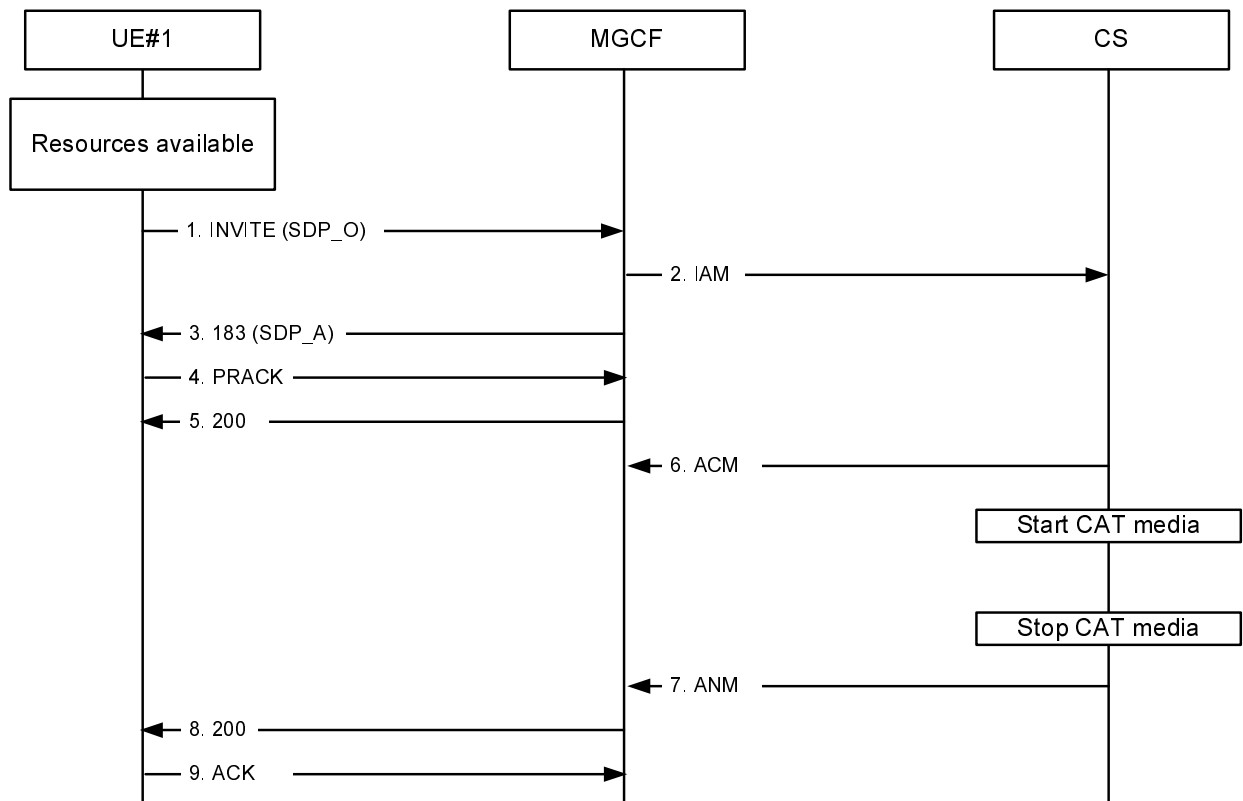 UE#1
MGCF
CS
Resources available
1. INVITE (SDP_O)
2. IAM
3. 183 (SDP_A)
4. PRACK
5. 200
6. ACM
Start CAT media
Stop CAT media
7. ANM
8. 200
9. ACK